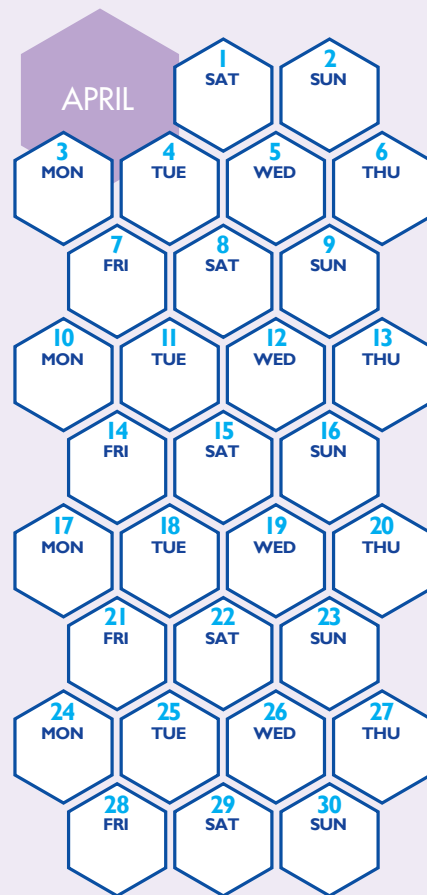 APRIL
1 2
SAT SUN
3 4 5 6
MON TUE WED THU
7 8 9
FRI SAT SUN
10 11 12 13
MON TUE WED THU
14 15 16
FRI SAT SUN
17 18 19 20
MON TUE WED THU
21 22 23
FRI SAT SUN
24 25 26 27
MON TUE WED THU
28 29 30
FRI SAT SUN